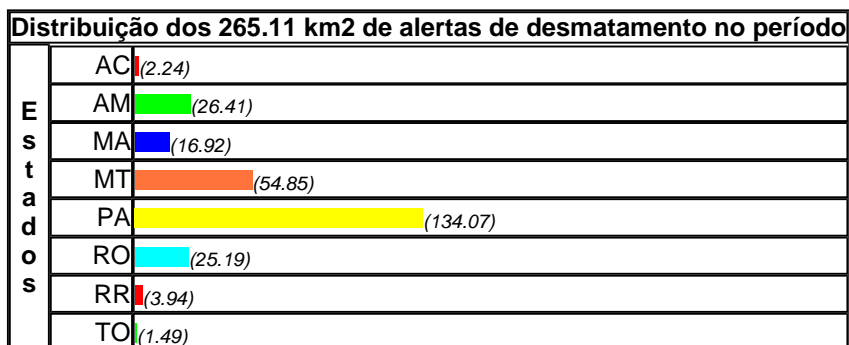 Distribuição dos 265.11 km2 de alertas de desmatamento no período
Estados
AC (2.24)
AM (26.41)
MA (16.92)
MT (54.85)
PA (134.07)
RO (25.19)
RR (3.94)
TO (1.49)